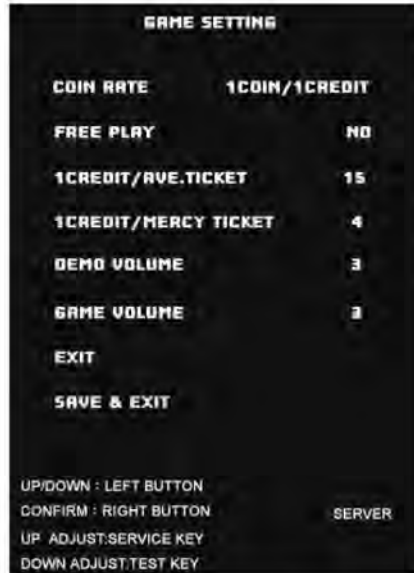 GAME SETTING
COIN RATE 1COIN/1CREDIT
FREE PLAY NO
1CREDIT/AVE.TICKET 15
1CREDIT/MERCY TICKET 4
DEMO VOLUME 3
GAME VOLUME 3
EXIT
SAVE & EXIT
UP/DOWN : LEFT BUTTON
CONFIRM : RIGHT BUTTON SERVER
UP ADJUST:SERVICE KEY
DOWN ADJUST:TEST KEY